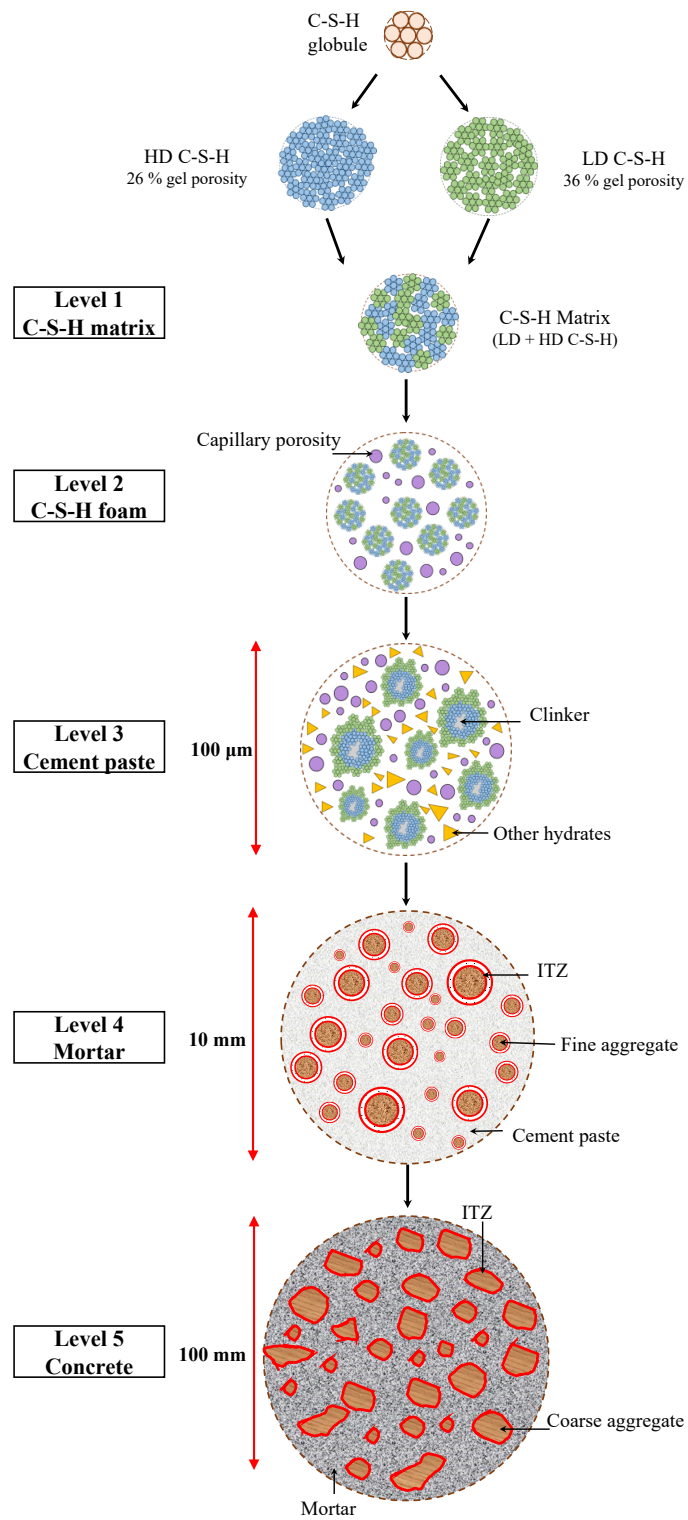 C-S-H
globule
HD C-S-H
26 % gel porosity
LD C-S-H
36 % gel porosity
Level 1
C-S-H matrix
C-S-H Matrix
(LD + HD C-S-H)
Capillary porosity
Level 2
C-S-H foam
Level 3
Cement paste
100 µm
Clinker
Other hydrates
Level 4
Mortar
10 mm
ITZ
Fine aggregate
Cement paste
ITZ
Level 5
Concrete
100 mm
Coarse aggregate
Mortar